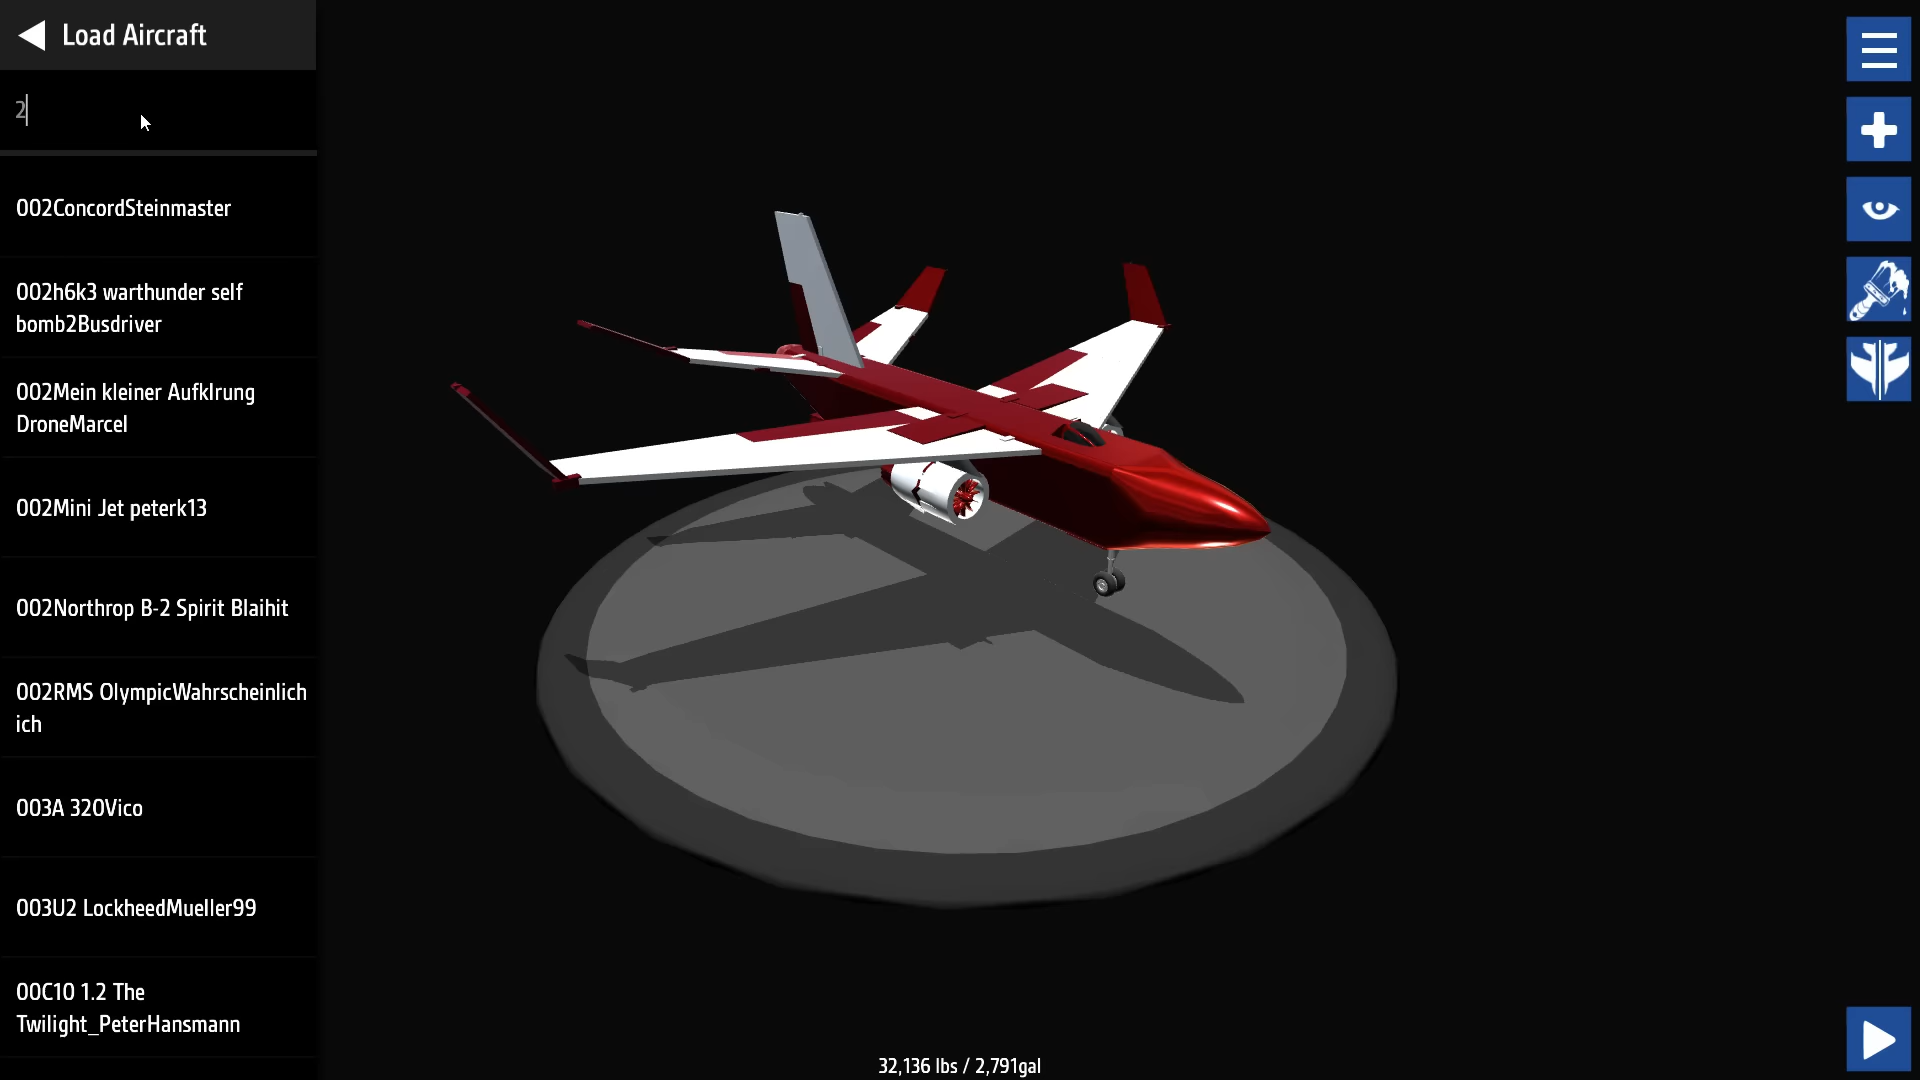 Load Aircraft
2
002ConcordSteinmaster
002h6k3 warthunder self
bomb2Busdriver
002Mein kleiner Aufklrung
DroneMarcel
002Mini Jet peterk13
002Northrop B-2 Spirit Blaihit
002RMS OlympicWahrscheinlich
ich
003A 320Vico
003U2 LockheedMueller99
00C10 1.2 The
Twilight_PeterHansmann
32,136 lbs / 2,791gal